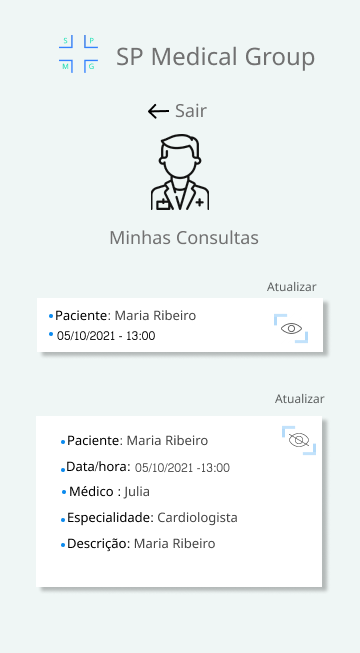 S P
M G
SP Medical Group
Sair
Minhas Consultas
Atualizar
Paciente: Maria Ribeiro
05/10/2021 - 13:00
Atualizar
Paciente: Maria Ribeiro
Data/hora: 05/10/2021 -13:00
Médico : Julia
Especialidade: Cardiologista
Descrição: Maria Ribeiro